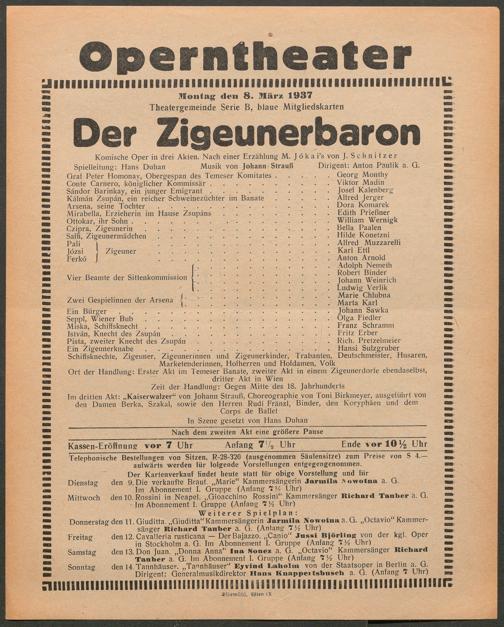 Operntheater
Montag den 8. März 1937
Theatergemeinde Serie B, blaue Mitgliedskarten
Der Zigeunerbaron
Komische Oper in drei Akten. Nach einer Erzählung M. Jókai's von J. Schnitzer
Spielleitung: Hans Duhan Musik von Johann Strauß Dirigent: Anton Paulik a. G.
Graf Peter Homonay, Obergespan des Temeser Komitates Georg Monthy
Conte Carnero, königlicher Kommissär Viktor Madin
Sándor Barinkay, ein junger Emigrant Josef Kalenberg
Kálmán Zsupán, ein reicher Schweinezüchter im Banate Alfred Jerger
Arsena, seine Tochter Dora Komarek
Mirabella, Erzieherin im Hause Zsupáns Edith Prießner
Ottokar, ihr Sohn William Wernigk
Czipra, Zigeunerin Bella Paalen
Saffi, Zigeunermädchen Hilde Konetzni
Pali Alfred Muzzarelli
Józsi Zigeuner Karl Ettl
Ferkó Anton Arnold
Vier Beamte der Sittenkommission Adolph Nemeth
Robert Binder
Johann Weinrich
Ludwig Verlik
Zwei Gespielinnen der Arsena Marie Chlubna
Marta Karl
Ein Bürger Johann Sawka
Seppl, Wiener Bub Olga Fiedler
Miska, Schiffsknecht Franz Schramm
István, Knecht des Zsupán Fritz Erber
Pista, zweiter Knecht des Zsupán Rich. Pretzelmeier
Ein Zigeunerknabe Hansi Sulzgruber
Schiffsknechte, Zigeuner, Zigeunerinnen und Zigeunerkinder, Trabanten, Deutschmeister, Husaren,
Marketenderinnen, Hofherren und Hofdamen, Volk
Ort der Handlung: Erster Akt im Temeser Banate, zweiter Akt in einem Zigeunerdorfe ebendaselbst,
dritter Akt in Wien
Zeit der Handlung: Gegen Mitte des 18. Jahrhunderts
Im dritten Akt: „Kaiserwalzer“ von Johann Strauß, Choreographie von Toni Birkmeyer, ausgeführt von
den Damen Berka, Szakal, sowie den Herren Rudi Fränzl, Binder, den Koryphäen und dem
Corps de Ballet
In Szene gesetzt von Hans Duhan
Nach dem zweiten Akt eine größere Pause
Kassen-Eröffnung vor 7 Uhr Anfang 7½ Uhr Ende vor 10½ Uhr
Telephonische Bestellungen von Sitzen, R-28-320 (ausgenommen Säulensitze) zum Preise von S 4.—
aufwärts werden für folgende Vorstellungen entgegengenommen.
Der Kartenverkauf findet heute statt für obige Vorstellung und für
Dienstag den 9. Die verkaufte Braut. „Marie“ Kammersängerin Jarmila Nowotna a. G.
Im Abonnement I. Gruppe (Anfang 7½ Uhr)
Mittwoch den 10. Rossini in Neapel. „Gioacchino Rossini“ Kammersänger Richard Tauber a. G.
Im Abonnement I. Gruppe (Anfang 7½ Uhr)
Weiterer Spielplan:
Donnerstag den 11. Giuditta. „Giuditta“ Kammersängerin Jarmila Nowotna a. G. „Octavio“ Kammer-
sänger Richard Tauber a. G. (Anfang 7½ Uhr)
Freitag den 12. Cavalleria rusticana — Der Bajazzo. „Canio“ Jussi Björling von der kgl. Oper
in Stockholm a. G. Im Abonnement I. Gruppe (Anfang 7½ Uhr)
Samstag den 13. Don Juan. „Donna Anna“ Ina Souez a. G. „Octavio“ Kammersänger Richard
Tauber a. G. Im Abonnement I. Gruppe (Anfang 7½ Uhr)
Sonntag den 14. Tannhäuser. „Tannhäuser“ Eyvind Laholm von der Staatsoper in Berlin a. G.
Dirigent: Generalmusikdirektor Hans Knappertsbusch a. G. (Anfang 7 Uhr)